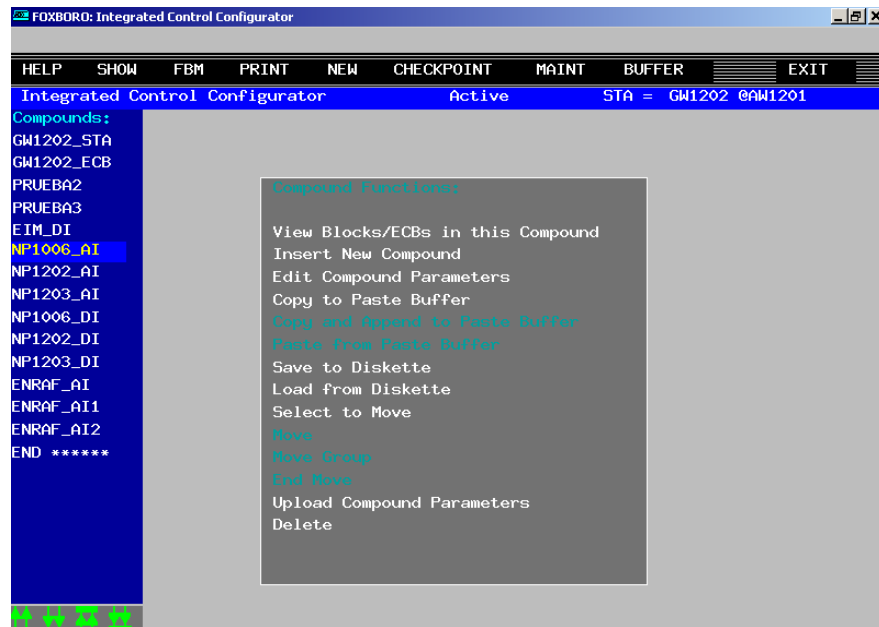 FOXBORO: Integrated Control Configurator
HELP SHOW FBM PRINT NEW CHECKPOINT MAINT BUFFER EXIT
Integrated Control Configurator Active STA = GW1202 @AW1201
Compounds:
GW1202_STA
GW1202_ECB
PRUEBA2
PRUEBA3
EIM_DI
NP1006_AI
NP1202_AI
NP1203_AI
NP1006_DI
NP1202_DI
NP1203_DI
ENRAF_AI
ENRAF_AI1
ENRAF_AI2
END ******
Compound Functions:
View Blocks/ECBs in this Compound
Insert New Compound
Edit Compound Parameters
Copy to Paste Buffer
Copy and Append to Paste Buffer
Paste from Paste Buffer
Save to Diskette
Load from Diskette
Select to Move
Move
Move Group
End Move
Upload Compound Parameters
Delete